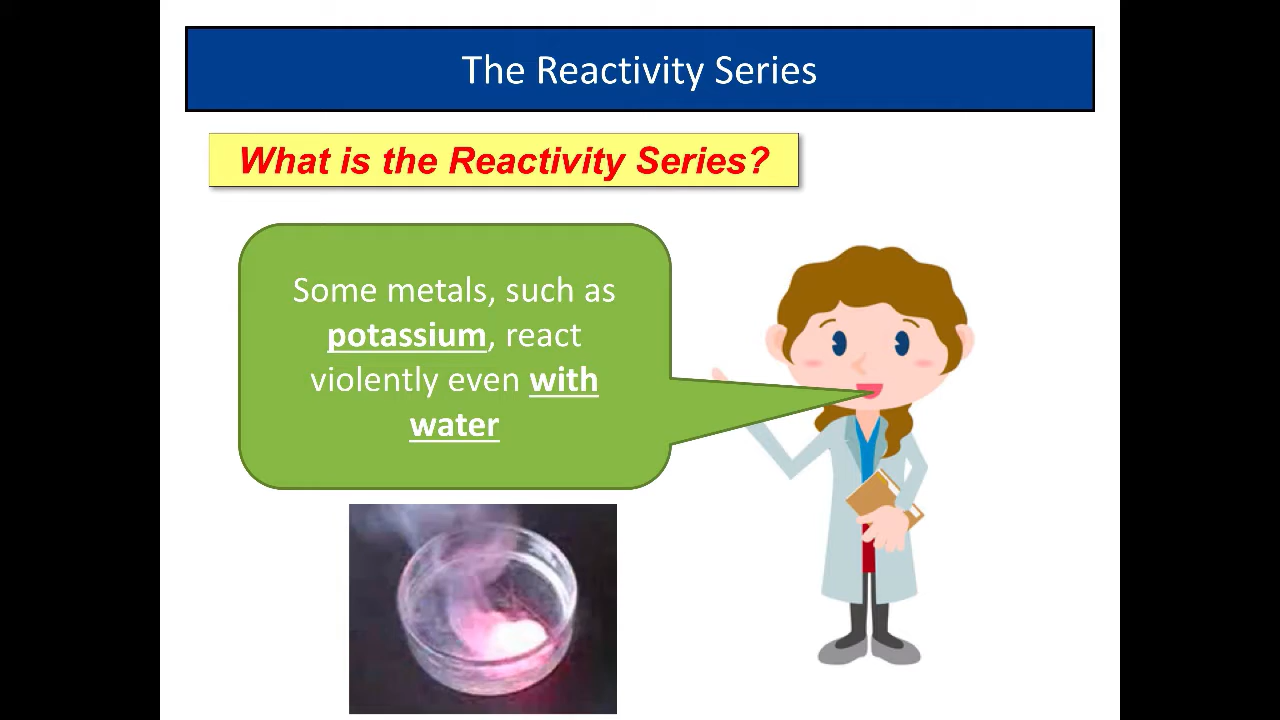 The Reactivity Series
What is the Reactivity Series?
Some metals, such as
potassium, react
violently even with
water